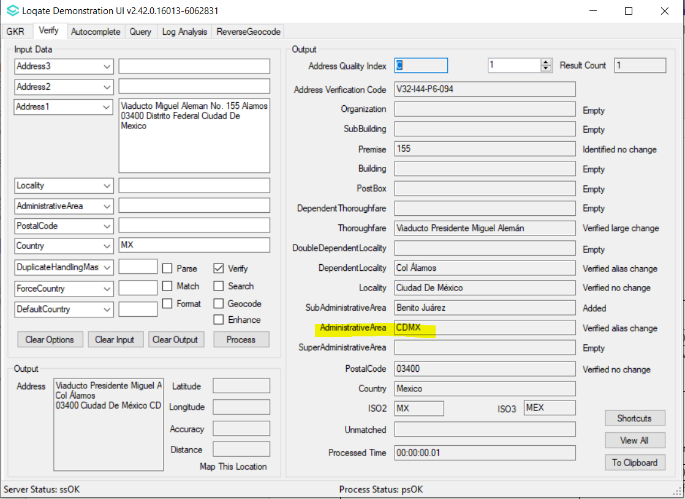 Loqate Demonstration UI v2.42.0.16013-6062831
GKR Verify Autocomplete Query Log Analysis ReverseGeocode
Input Data
Address3
Address2
Address1 Viaducto Miguel Aleman No. 155 Alamos
03400 Distrito Federal Ciudad De
Mexico
Locality
AdministrativeArea
PostalCode
Country MX
DuplicateHandlingMas Parse Verify
ForceCountry Match Search
DefaultCountry Format Geocode
Enhance
Clear Options Clear Input Clear Output Process
Output
Address Viaducto Presidente Miguel A
Col Álamos
03400 Ciudad De México CD
Latitude
Longitude
Accuracy
Distance
Map This Location
Output
Address Quality Index 1 Result Count 1
Address Verification Code V32-I44-P6-094
Organization Empty
SubBuilding Empty
Premise 155 Identified no change
Building Empty
PostBox Empty
DependentThoroughfare Empty
Thoroughfare Viaducto Presidente Miguel Alemán Verified large change
DoubleDependentLocality Empty
DependentLocality Col Álamos Verified alias change
Locality Ciudad De México Verified no change
SubAdministrativeArea Benito Juárez Added
AdministrativeArea CDMX Verified alias change
SuperAdministrativeArea Empty
PostalCode 03400 Verified no change
Country Mexico
ISO2 MX ISO3 MEX
Unmatched
Processed Time 00:00:00.01
Shortcuts
View All
To Clipboard
Server Status: ssOK Process Status: psOK